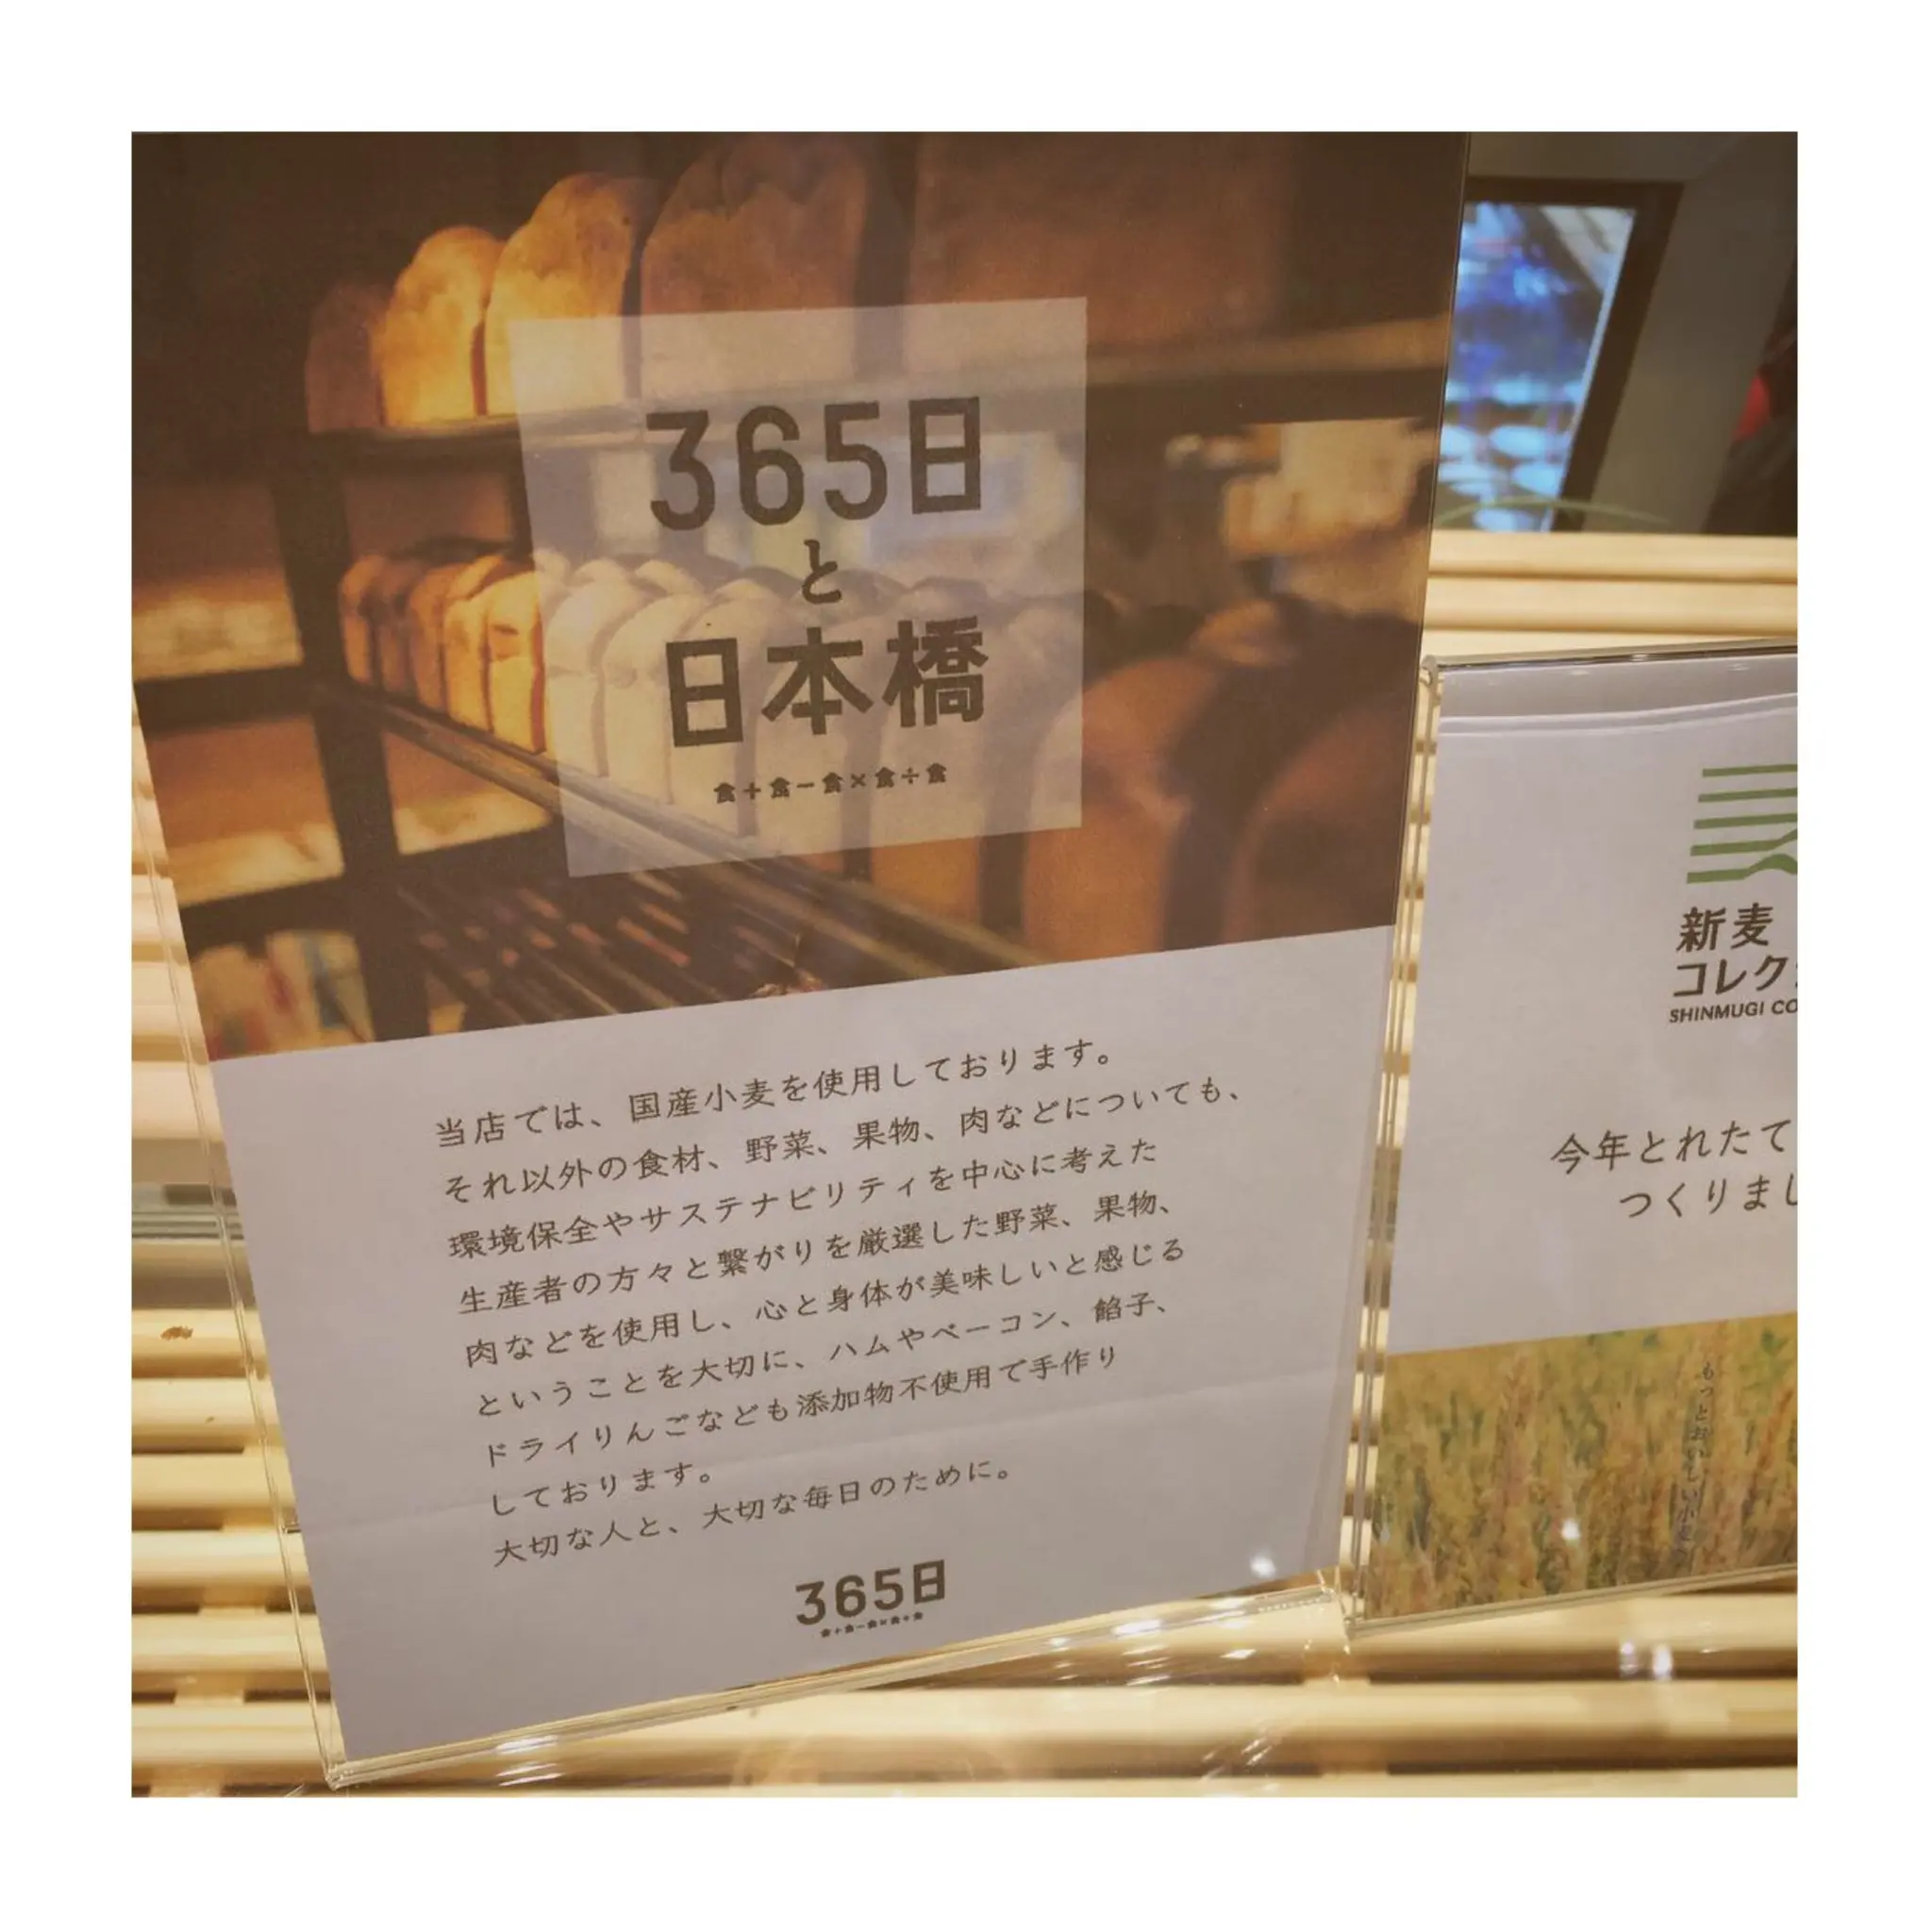 365日
と
日本橋
食+食−食×食÷食
当店では、国産小麦を使用しております。
それ以外の食材、野菜、果物、肉などについても、
環境保全やサステナビリティを中心に考えた
生産者の方々と繋がりを厳選した野菜、果物、
肉などを使用し、心と身体が美味しいと感じる
ということを大切に、ハムやベーコン、餡子、
ドライりんごなども添加物不使用で手作り
しております。
大切な人と、大切な毎日のために。
365日
食+食−食×食÷食
新麦
コレク
SHINMUGI CO
今年とれたて
つくりまし
もっとおいしい小麦